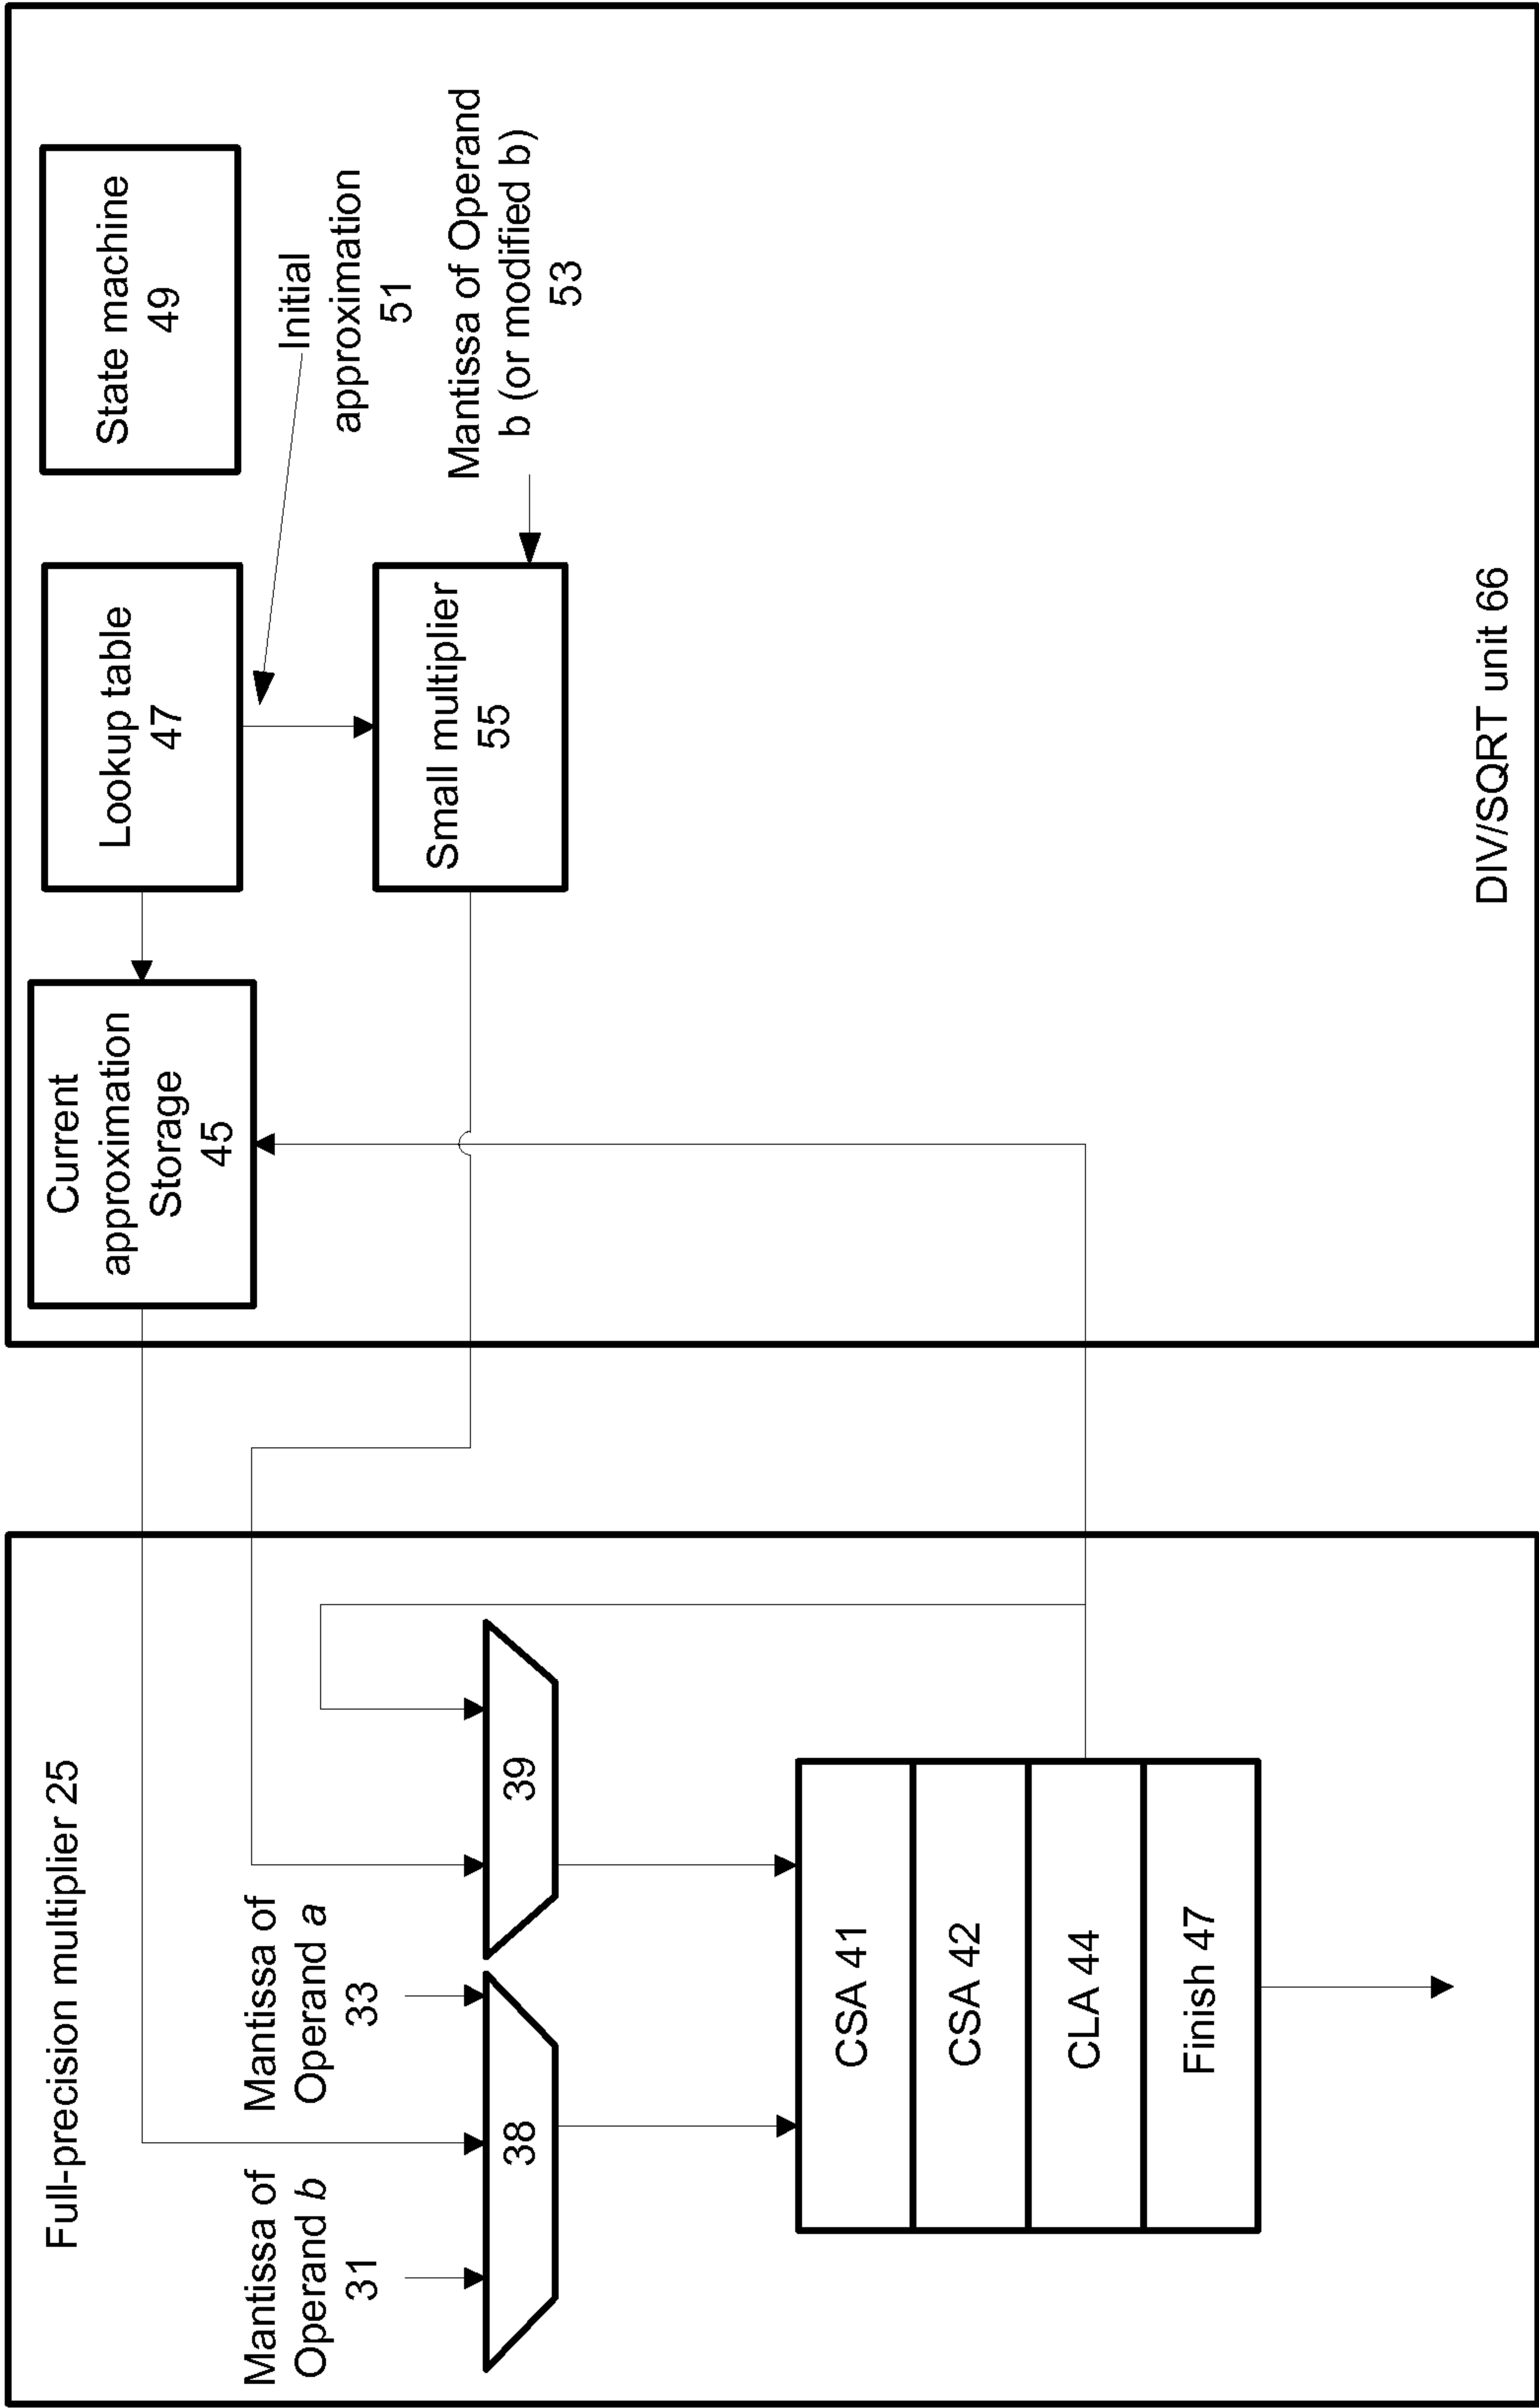 Full-precision multiplier 25
Mantissa of
Operand b
31
Mantissa of
Operand a
33
38
39
CSA 41
CSA 42
CLA 44
Finish 47
Current
approximation
Storage
45
Lookup table
47
State machine
49
Initial
approximation
51
Small multiplier
55
Mantissa of Operand
b (or modified b)
53
DIV/SQRT unit 66